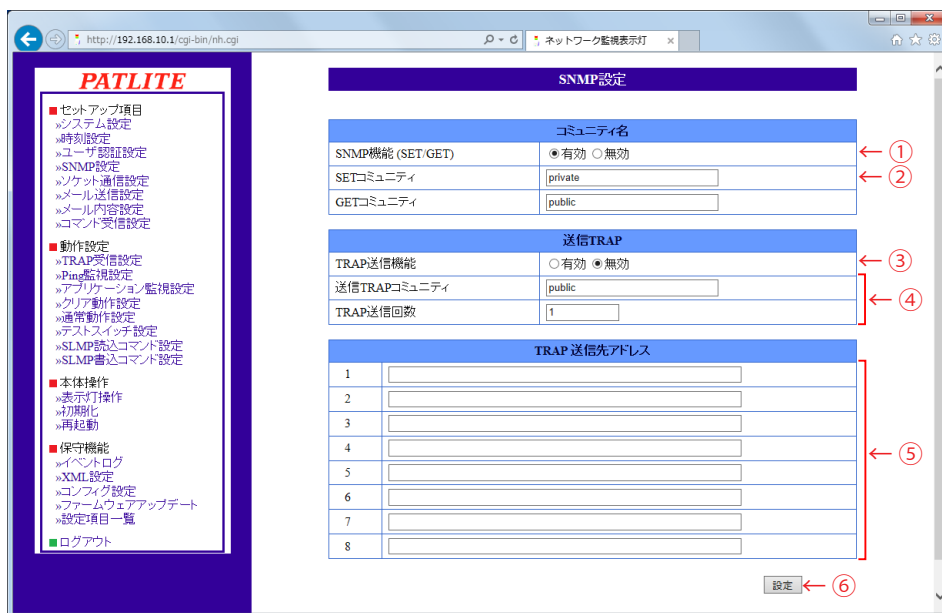 http://192.168.10.1/cgi-bin/nh.cgi
ネットワーク監視表示灯
PATLITE
セットアップ項目
»システム設定
»時刻設定
»ユーザ認証設定
»SNMP設定
»ソケット通信設定
»メール送信設定
»メール内容設定
»コマンド受信設定
動作設定
»TRAP受信設定
»Ping監視設定
»アプリケーション監視設定
»クリア動作設定
»通常動作設定
»テストスイッチ設定
»SLMP読込コマンド設定
»SLMP書込コマンド設定
本体操作
»表示灯操作
»初期化
»再起動
保守機能
»イベントログ
»XML設定
»コンフィグ設定
»ファームウェアアップデート
»設定項目一覧
ログアウト
SNMP設定
コミュニティ名
SNMP機能 (SET/GET) 有効 無効 ①
SETコミュニティ private ②
GETコミュニティ public
送信TRAP
TRAP送信機能 有効 無効 ③
送信TRAPコミュニティ public
④
TRAP送信回数 1
TRAP 送信先アドレス
1
2
3
4
⑤
5
6
7
8
設定 ⑥